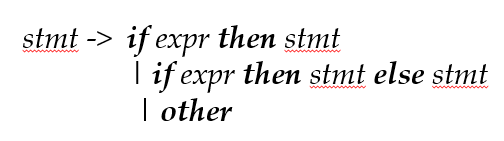 stmt -> if expr then stmt
| if expr then stmt else stmt
| other